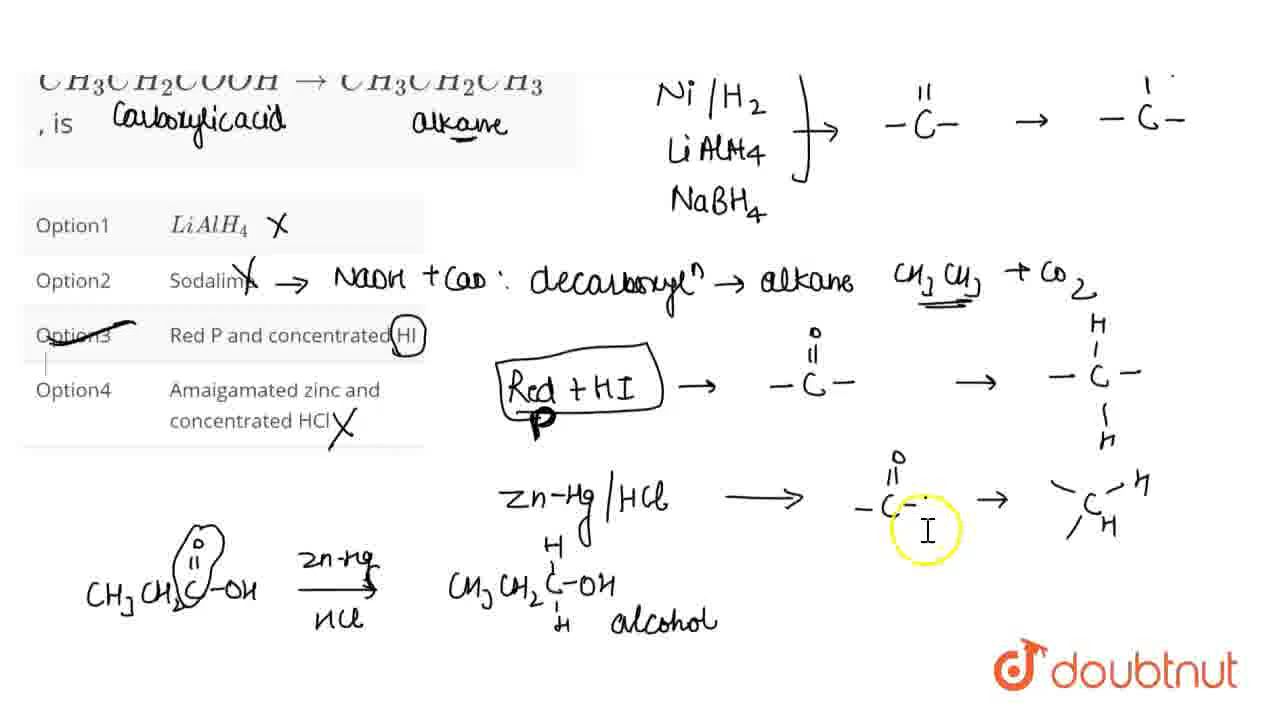 CH₃CH₂COOH → CH₃CH₂CH₃
, is
Carboxylic acid
alkane
Ni/H₂
LiAlH₄
NaBH₄
→ -C- → -C-
Option1 LiAlH₄ X
Option2 Sodalime X → NaOH + CaO : decarboxylⁿ → alkane CH₃CH₃ + CO₂
Option3 Red P and concentrated HI
Red P + HI → O=C → H-C-H
Option4 Amaigamated zinc and
concentrated HCl X
Zn-Hg/HCl → O=C → C H H
CH₃CH₂C(=O)-OH
Zn-Hg
HCl
CH₃CH₂C(H)(H)-OH
alcohol
doubtnut